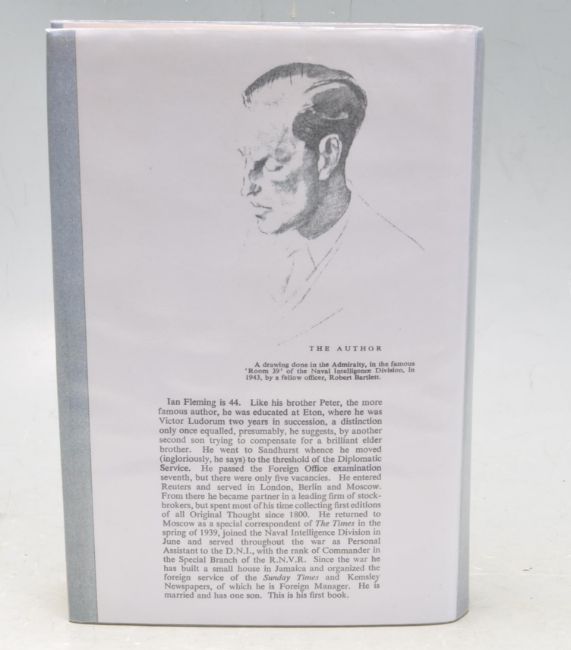 THE AUTHOR
A drawing done in the Admiralty, in the famous
'Room 39' of the Naval Intelligence Division, in
1943, by a fellow officer, Robert Bartlett.
Ian Fleming is 44. Like his brother Peter, the more
famous author, he was educated at Eton, where he was
Victor Ludorum two years in succession, a distinction
only once equalled, presumably, he suggests, by another
second son trying to compensate for a brilliant elder
brother. He went to Sandhurst whence he moved
(ingloriously, he says) to the threshold of the Diplomatic
Service. He passed the Foreign Office examination
seventh, but there were only five vacancies. He entered
Reuters and served in London, Berlin and Moscow.
From there he became partner in a leading firm of stock-
brokers, but spent most of his time collecting first editions
of all Original Thought since 1800. He returned to
Moscow as a special correspondent of The Times in the
spring of 1939, joined the Naval Intelligence Division in
June and served throughout the war as Personal
Assistant to the D.N.I., with the rank of Commander in
the Special Branch of the R.N.V.R. Since the war he
has built a small house in Jamaica and organized the
foreign service of the Sunday Times and Kemsley
Newspapers, of which he is Foreign Manager. He is
married and has one son. This is his first book.